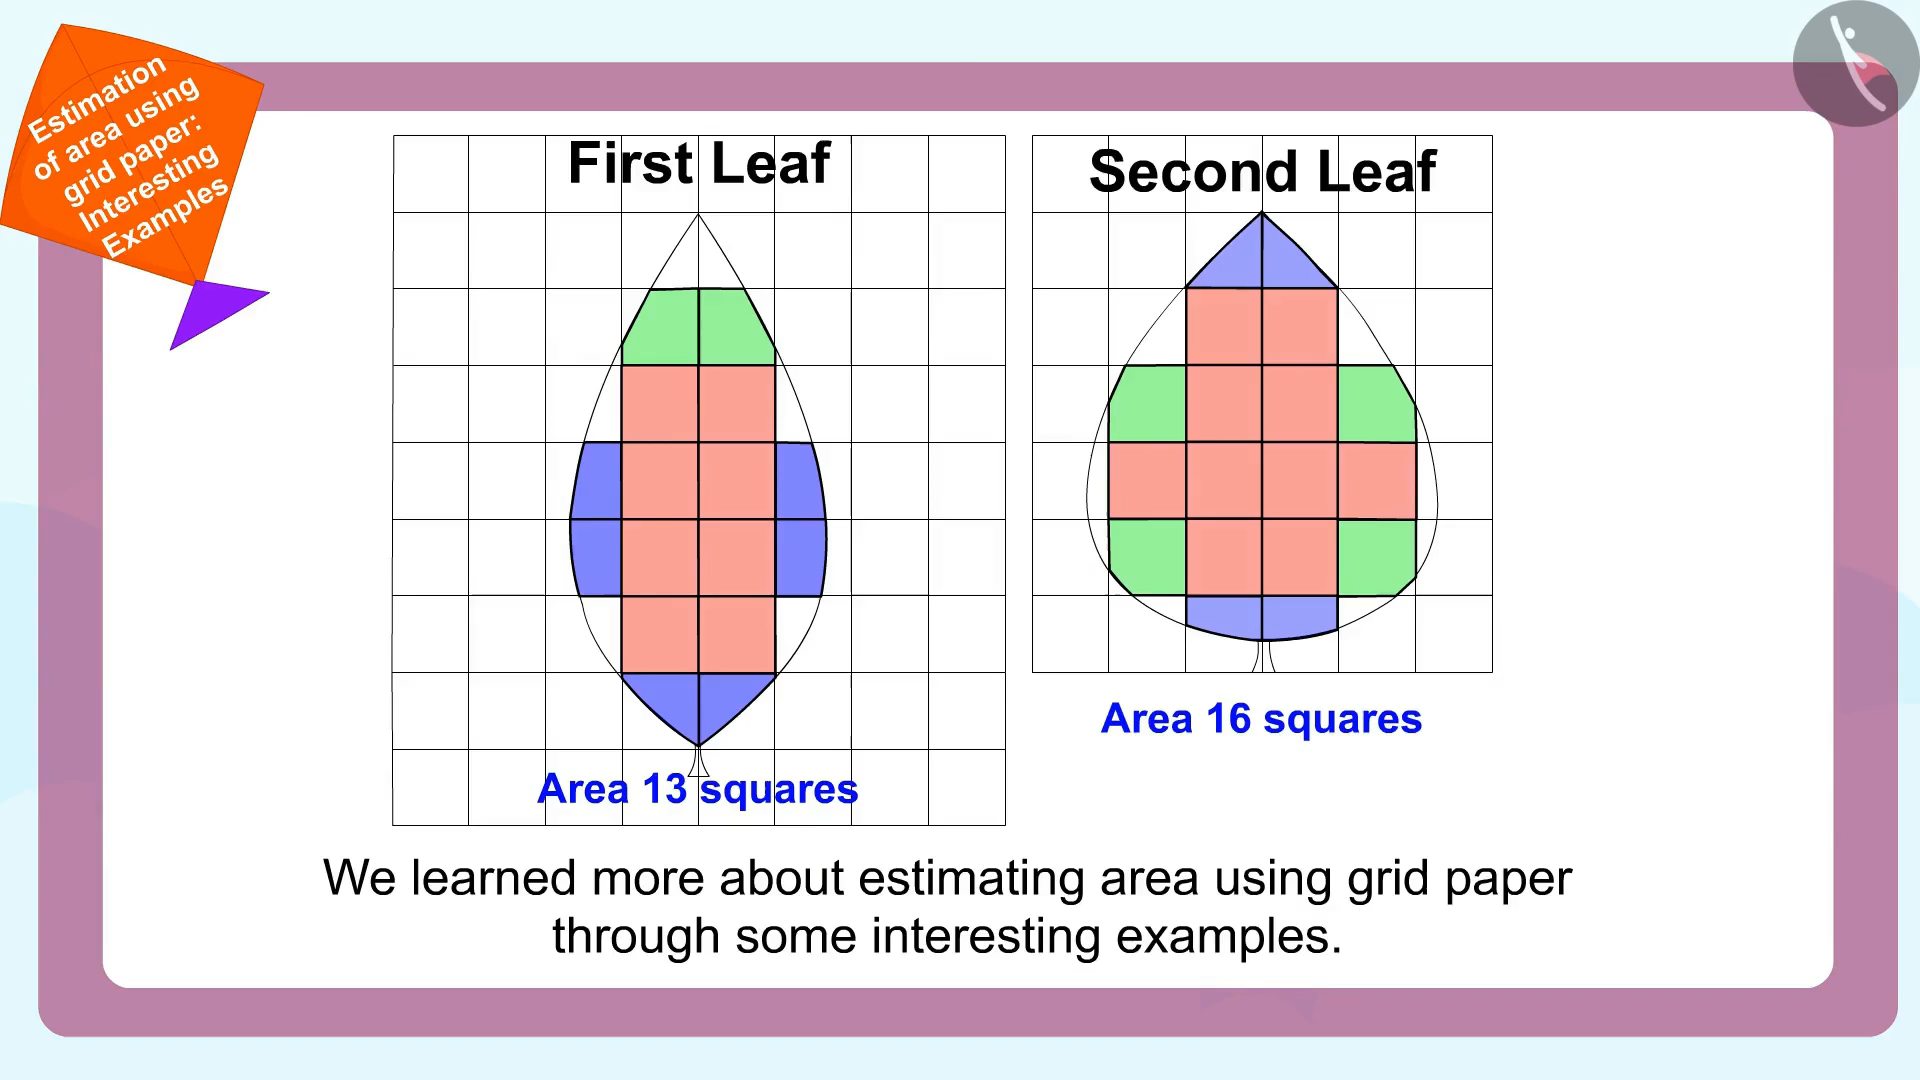 Estimation
of area using
grid paper:
Interesting
Examples
First Leaf
Second Leaf
Area 16 squares
Area 13 squares
We learned more about estimating area using grid paper
through some interesting examples.